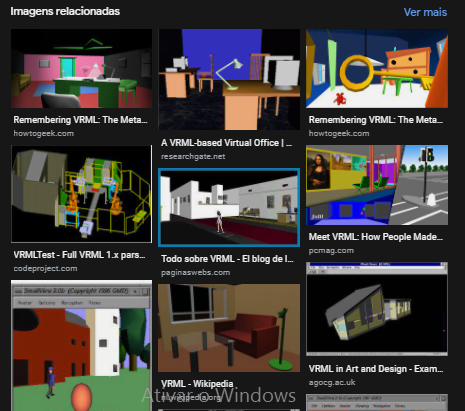 Imagens relacionadas
Ver mais
Remembering VRML: The Meta...
howtogeek.com
A VRML-based Virtual Office | ...
researchgate.net
Remembering VRML: The Meta...
howtogeek.com
VRMLTest - Full VRML 1.x pars...
codeproject.com
Todo sobre VRML - El blog de l...
paginaswebs.com
Meet VRML: How People Made...
pcmag.com
VRML - Wikipedia
VRML in Art and Design - Exam...
agocg.ac.uk
Ativar o Windows